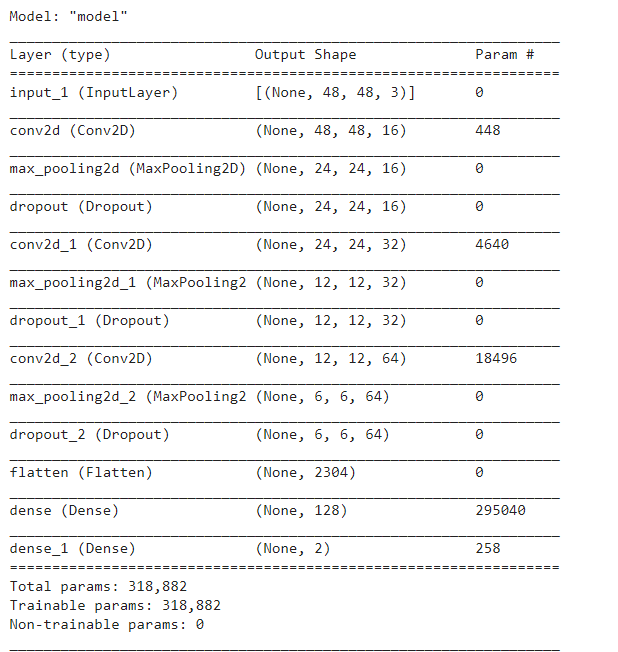 Model: "model"
_________________________________________________________________
Layer (type)                 Output Shape              Param #
=================================================================
input_1 (InputLayer)         [(None, 48, 48, 3)]       0
_________________________________________________________________
conv2d (Conv2D)              (None, 48, 48, 16)        448
_________________________________________________________________
max_pooling2d (MaxPooling2D) (None, 24, 24, 16)        0
_________________________________________________________________
dropout (Dropout)            (None, 24, 24, 16)        0
_________________________________________________________________
conv2d_1 (Conv2D)            (None, 24, 24, 32)        4640
_________________________________________________________________
max_pooling2d_1 (MaxPooling2 (None, 12, 12, 32)        0
_________________________________________________________________
dropout_1 (Dropout)          (None, 12, 12, 32)        0
_________________________________________________________________
conv2d_2 (Conv2D)            (None, 12, 12, 64)        18496
_________________________________________________________________
max_pooling2d_2 (MaxPooling2 (None, 6, 6, 64)          0
_________________________________________________________________
dropout_2 (Dropout)          (None, 6, 6, 64)          0
_________________________________________________________________
flatten (Flatten)            (None, 2304)              0
_________________________________________________________________
dense (Dense)                (None, 128)               295040
_________________________________________________________________
dense_1 (Dense)              (None, 2)                 258
=================================================================
Total params: 318,882
Trainable params: 318,882
Non-trainable params: 0
_________________________________________________________________